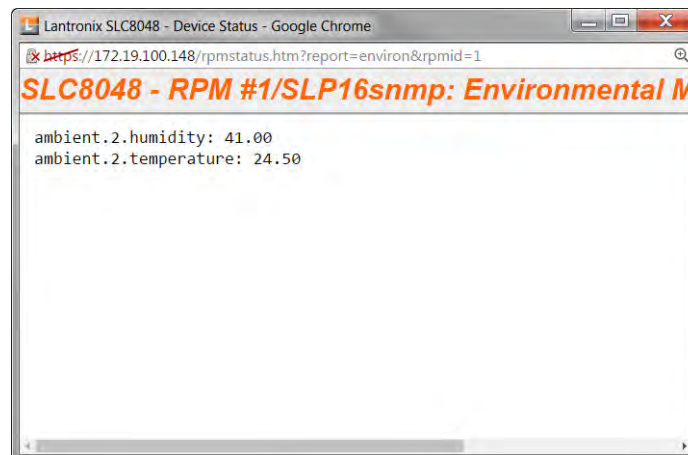 Lantronix SLC8048 - Device Status - Google Chrome
https://172.19.100.148/rpmstatus.htm?report=environ&rpmid=1
SLC8048 - RPM #1/SLP16snmp: Environmental M
ambient.2.humidity: 41.00
ambient.2.temperature: 24.50